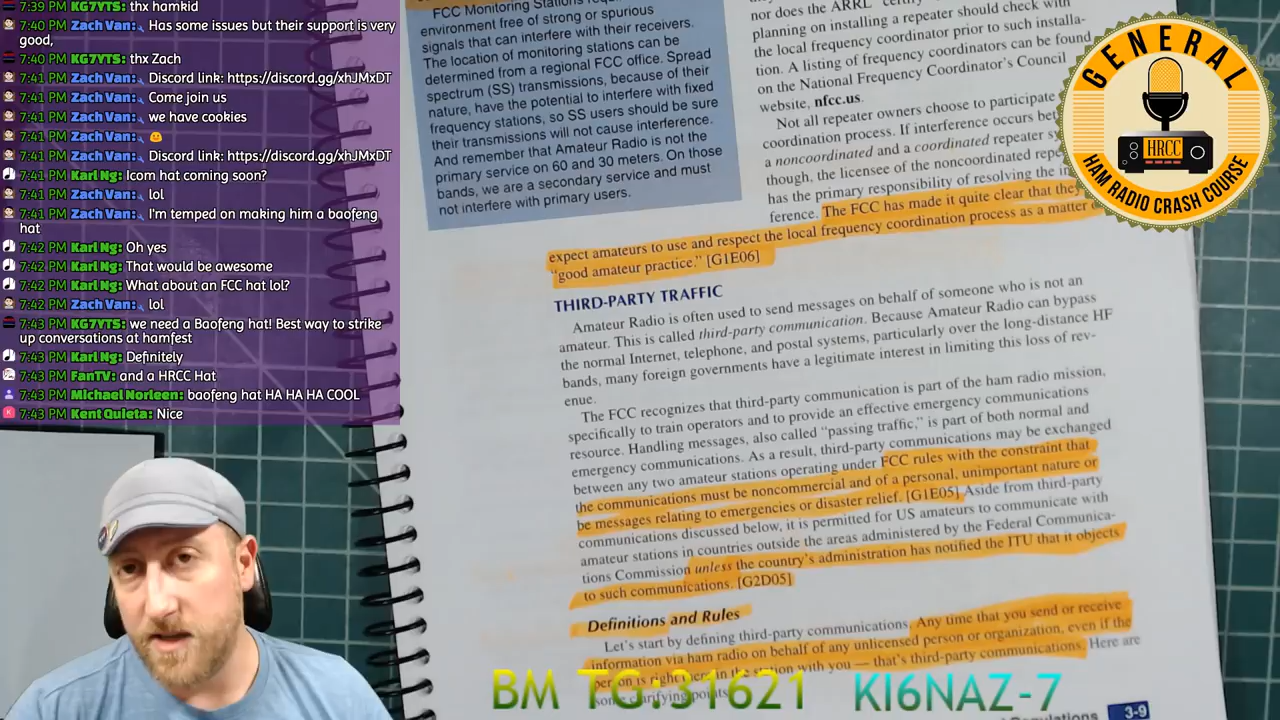 7:39 PM KG7YTS: thx hamkid
7:40 PM Zach Van: Has some issues but their support is very
good,
7:40 PM KG7YTS: thx Zach
7:41 PM Zach Van: Discord link: https://discord.gg/xhJMxDT
7:41 PM Zach Van: Come join us
7:41 PM Zach Van: we have cookies
7:41 PM Zach Van: 🙂
7:41 PM Zach Van: Discord link: https://discord.gg/xhJMxDT
7:41 PM Karl Ng: Icom hat coming soon?
7:41 PM Zach Van: lol
7:41 PM Zach Van: I'm temped on making him a baofeng
hat
7:42 PM Karl Ng: Oh yes
7:42 PM Karl Ng: That would be awesome
7:42 PM Karl Ng: What about an FCC hat lol?
7:42 PM Zach Van: lol
7:43 PM KG7YTS: we need a Baofeng hat! Best way to strike
up conversations at hamfest
7:43 PM Karl Ng: Definitely
7:43 PM FanTV: and a HRCC Hat
7:43 PM Michael Norleen: baofeng hat HA HA HA COOL
7:43 PM Kent Quieta: Nice
FCC Monitoring Stations
environment free of strong or spurious
signals that can interfere with their receivers.
The location of monitoring stations can be
determined from a regional FCC office. Spread
spectrum (SS) transmissions, because of their
nature, have the potential to interfere with fixed
frequency stations, so SS users should be sure
their transmissions will not cause interference.
And remember that Amateur Radio is not the
primary service on 60 and 30 meters. On those
bands, we are a secondary service and must
not interfere with primary users.
nor does the ARRL
planning on installing a repeater should check with
the local frequency coordinator prior to such installa-
tion. A listing of frequency coordinators can be found
on the National Frequency Coordinator's Council
website, nfcc.us.
Not all repeater owners choose to participate
coordination process. If interference occurs
a noncoordinated and a coordinated repeater
though, the licensee of the noncoordinated
has the primary responsibility of resolving the
ference. The FCC has made it quite clear that they
expect amateurs to use and respect the local frequency coordination process as a matter
“good amateur practice.” [G1E06]
THIRD-PARTY TRAFFIC
Amateur Radio is often used to send messages on behalf of someone who is not an
amateur. This is called third-party communication. Because Amateur Radio can bypass
the normal Internet, telephone, and postal systems, particularly over the long-distance HF
bands, many foreign governments have a legitimate interest in limiting this loss of rev-
enue.
The FCC recognizes that third-party communication is part of the ham radio mission,
specifically to train operators and to provide an effective emergency communications
resource. Handling messages, also called “passing traffic,” is part of both normal and
emergency communications. As a result, third-party communications may be exchanged
between any two amateur stations operating under FCC rules with the constraint that
the communications must be noncommercial and of a personal, unimportant nature or
be messages relating to emergencies or disaster relief. [G1E05] Aside from third-party
communications discussed below, it is permitted for US amateurs to communicate with
amateur stations in countries outside the areas administered by the Federal Communica-
tions Commission unless the country's administration has notified the ITU that it objects
to such communications. [G2D05]
Definitions and Rules
Let's start by defining third-party communications. Any time that you send or receive
information via ham radio on behalf of any unlicensed person or organization, even if the
person is right here in the station with you — that's third-party communications. Here are
some clarifying points
3-9
GENERAL
HRCC
HAM RADIO CRASH COURSE
BM TG:31621 KI6NAZ-7